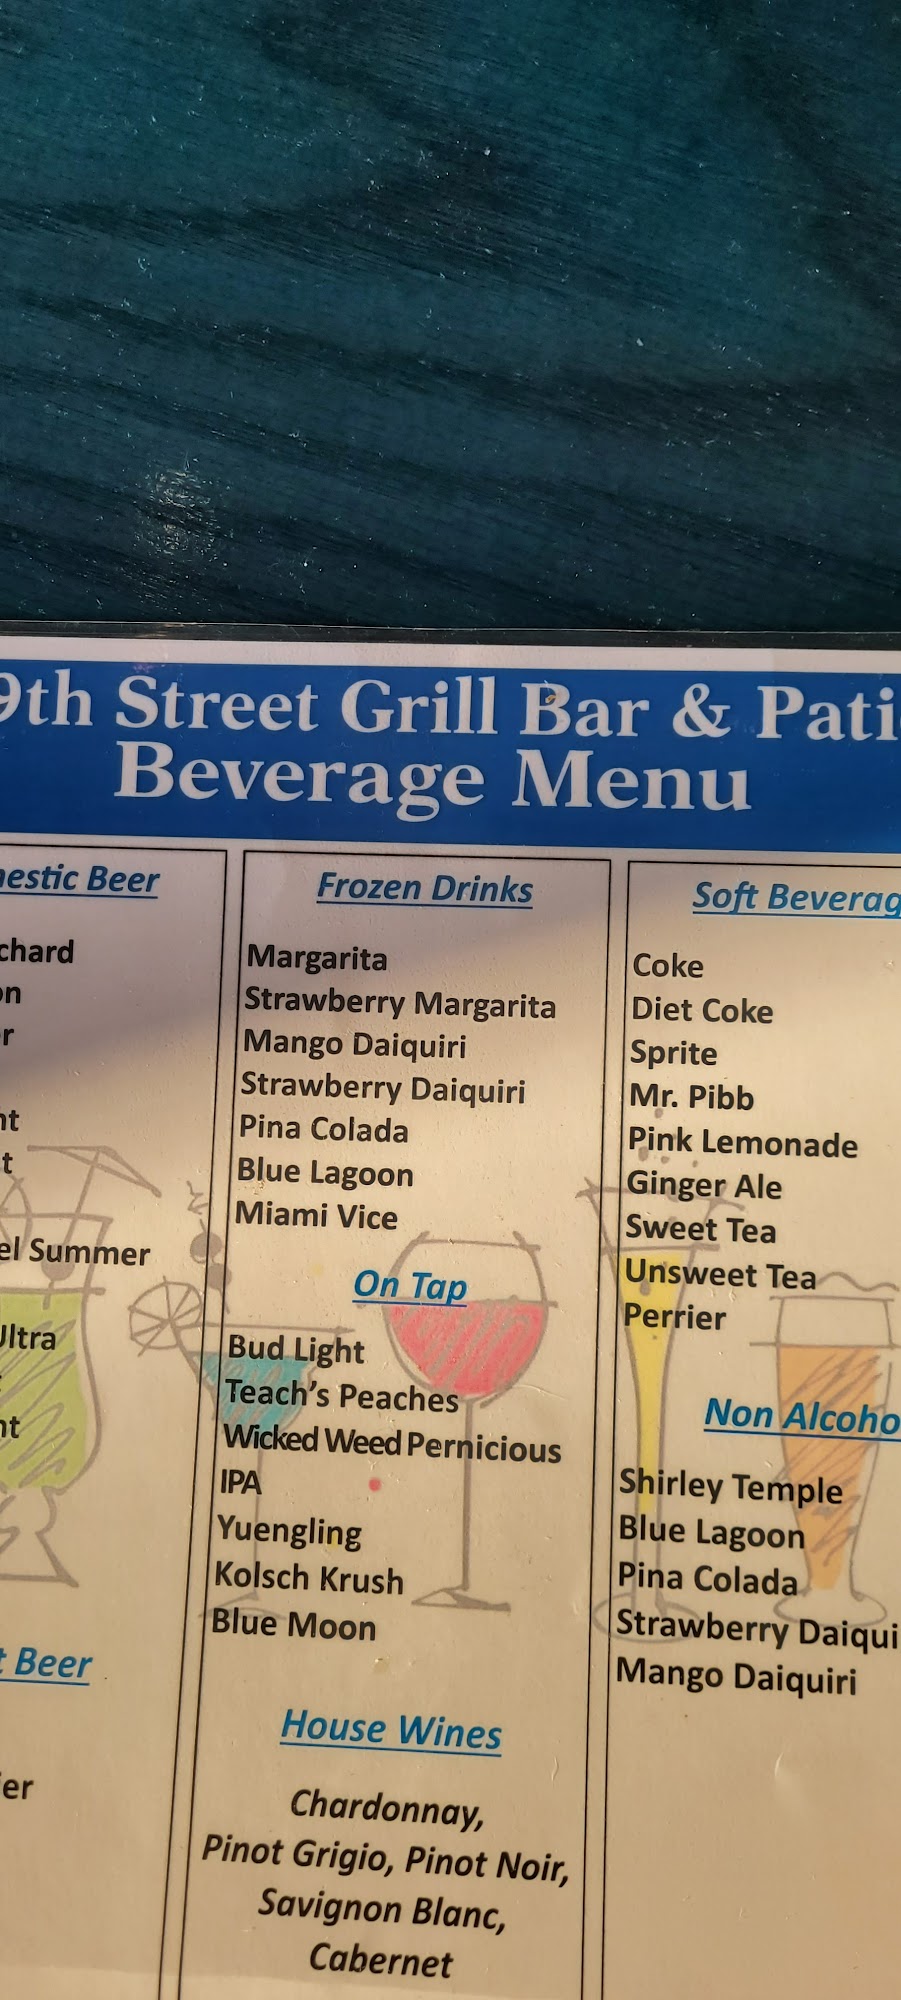 9th Street Grill Bar & Pati
Beverage Menu
estic Beer
chard
on
er
ht
t
el Summer
Ultra
ht
t Beer
er
Frozen Drinks
Margarita
Strawberry Margarita
Mango Daiquiri
Strawberry Daiquiri
Pina Colada
Blue Lagoon
Miami Vice
On Tap
Bud Light
Teach's Peaches
Wicked Weed Pernicious
IPA
Yuengling
Kolsch Krush
Blue Moon
House Wines
Chardonnay,
Pinot Grigio, Pinot Noir,
Savignon Blanc,
Cabernet
Soft Beverag
Coke
Diet Coke
Sprite
Mr. Pibb
Pink Lemonade
Ginger Ale
Sweet Tea
Unsweet Tea
Perrier
Non Alcoho
Shirley Temple
Blue Lagoon
Pina Colada
Strawberry Daiqui
Mango Daiquiri